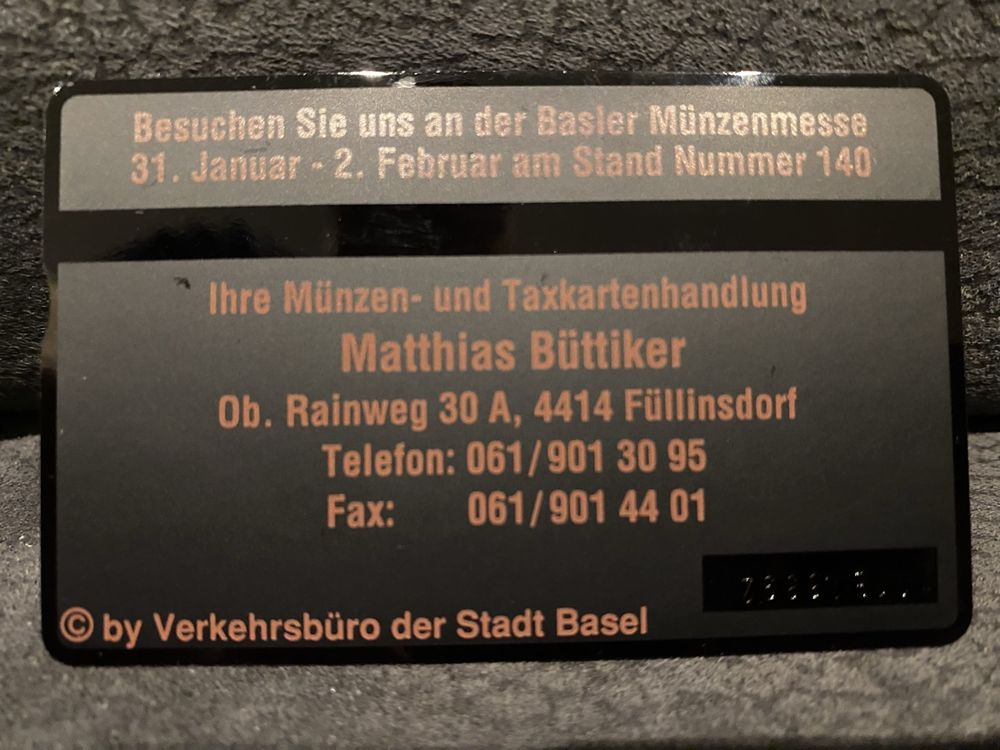 Besuchen Sie uns an der Basler Münzenmesse
31. Januar - 2. Februar am Stand Nummer 140
Ihre Münzen- und Taxkartenhandlung
Matthias Büttiker
Ob. Rainweg 30 A, 4414 Füllinsdorf
Telefon: 061/901 30 95
Fax: 061/901 44 01
© by Verkehrsbüro der Stadt Basel